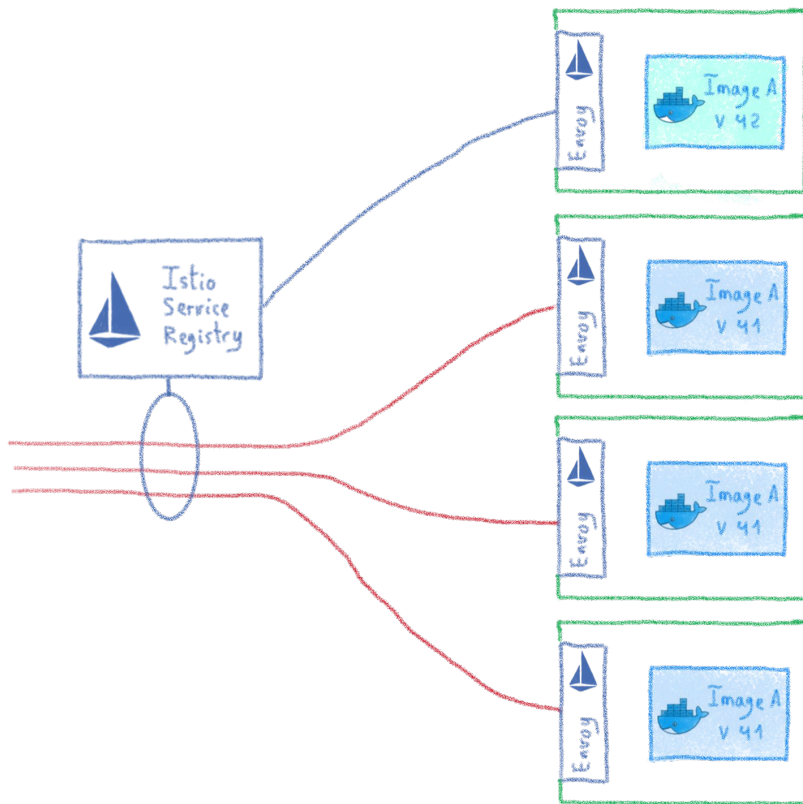 Envoy
Image A
v 42
Istio
Service
Registry
Envoy
Image A
v 41
Envoy
Image A
v 41
Envoy
Image A
v 41